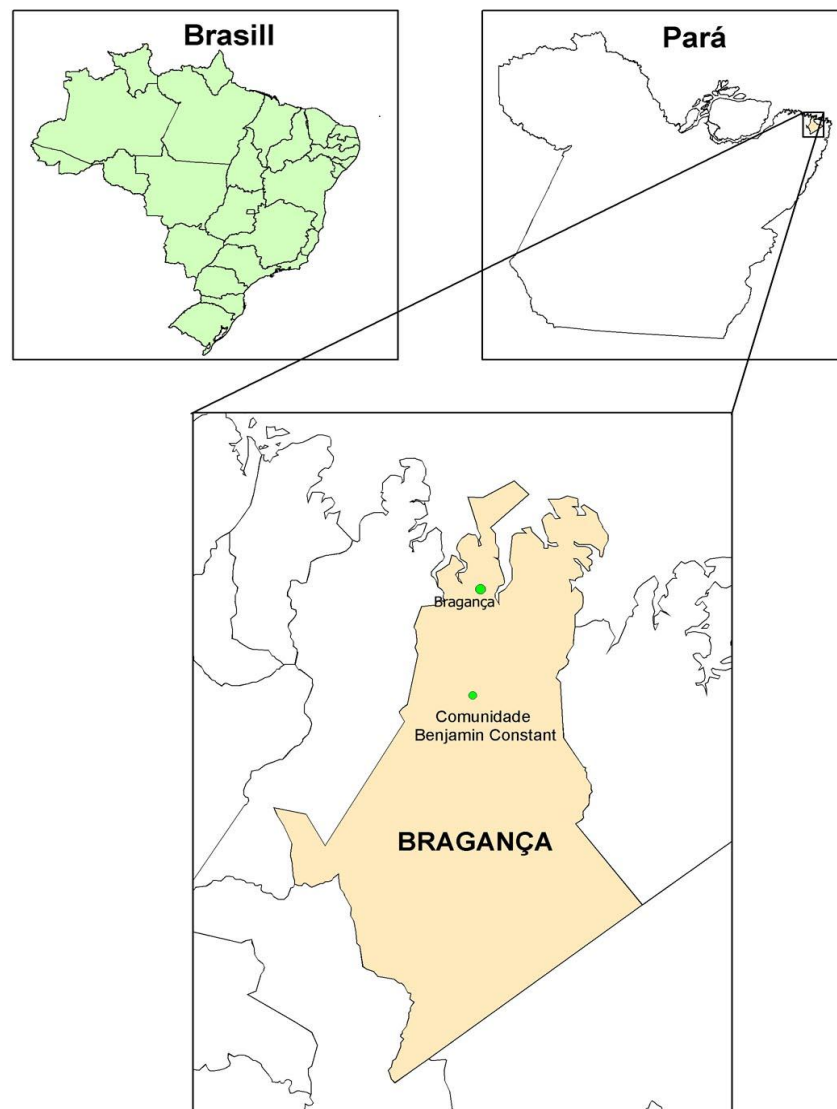 Brasill
Pará
Bragança
Comunidade
Benjamin Constant
BRAGANÇA